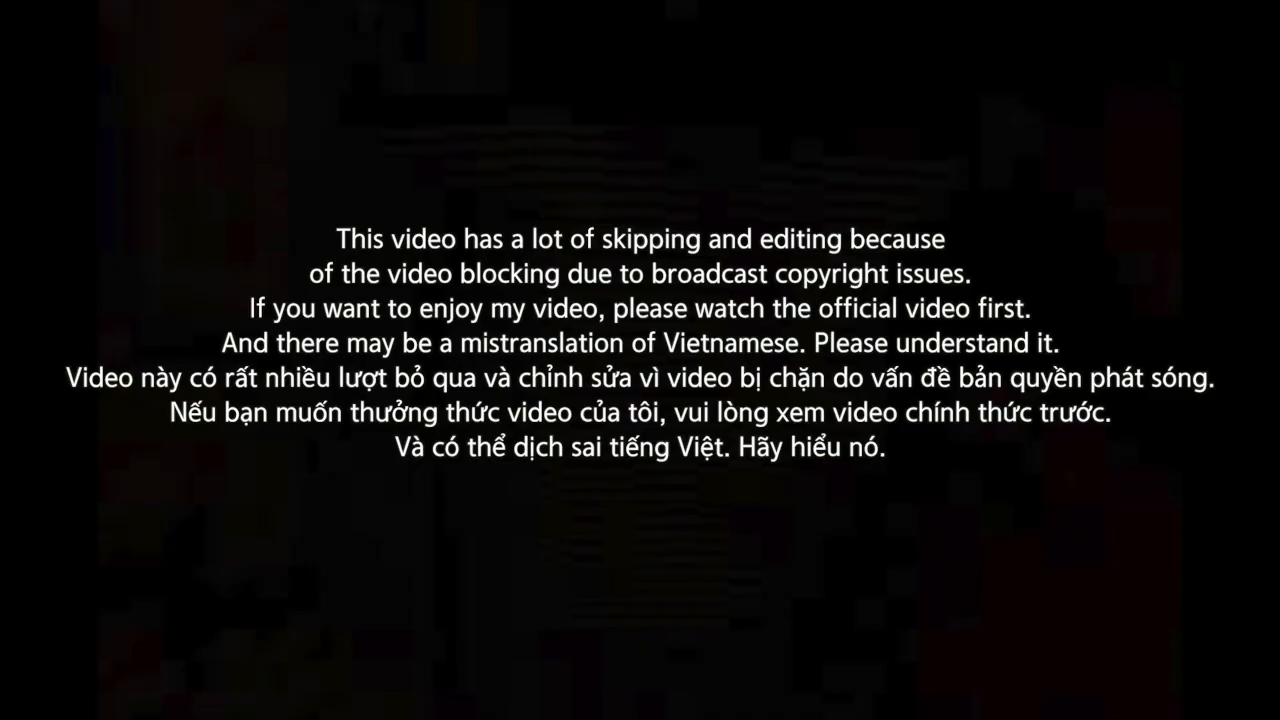 This video has a lot of skipping and editing because
of the video blocking due to broadcast copyright issues.
If you want to enjoy my video, please watch the official video first.
And there may be a mistranslation of Vietnamese. Please understand it.
Video này có rất nhiều lượt bỏ qua và chỉnh sửa vì video bị chặn do vấn đề bản quyền phát sóng.
Nếu bạn muốn thưởng thức video của tôi, vui lòng xem video chính thức trước.
Và có thể dịch sai tiếng Việt. Hãy hiểu nó.